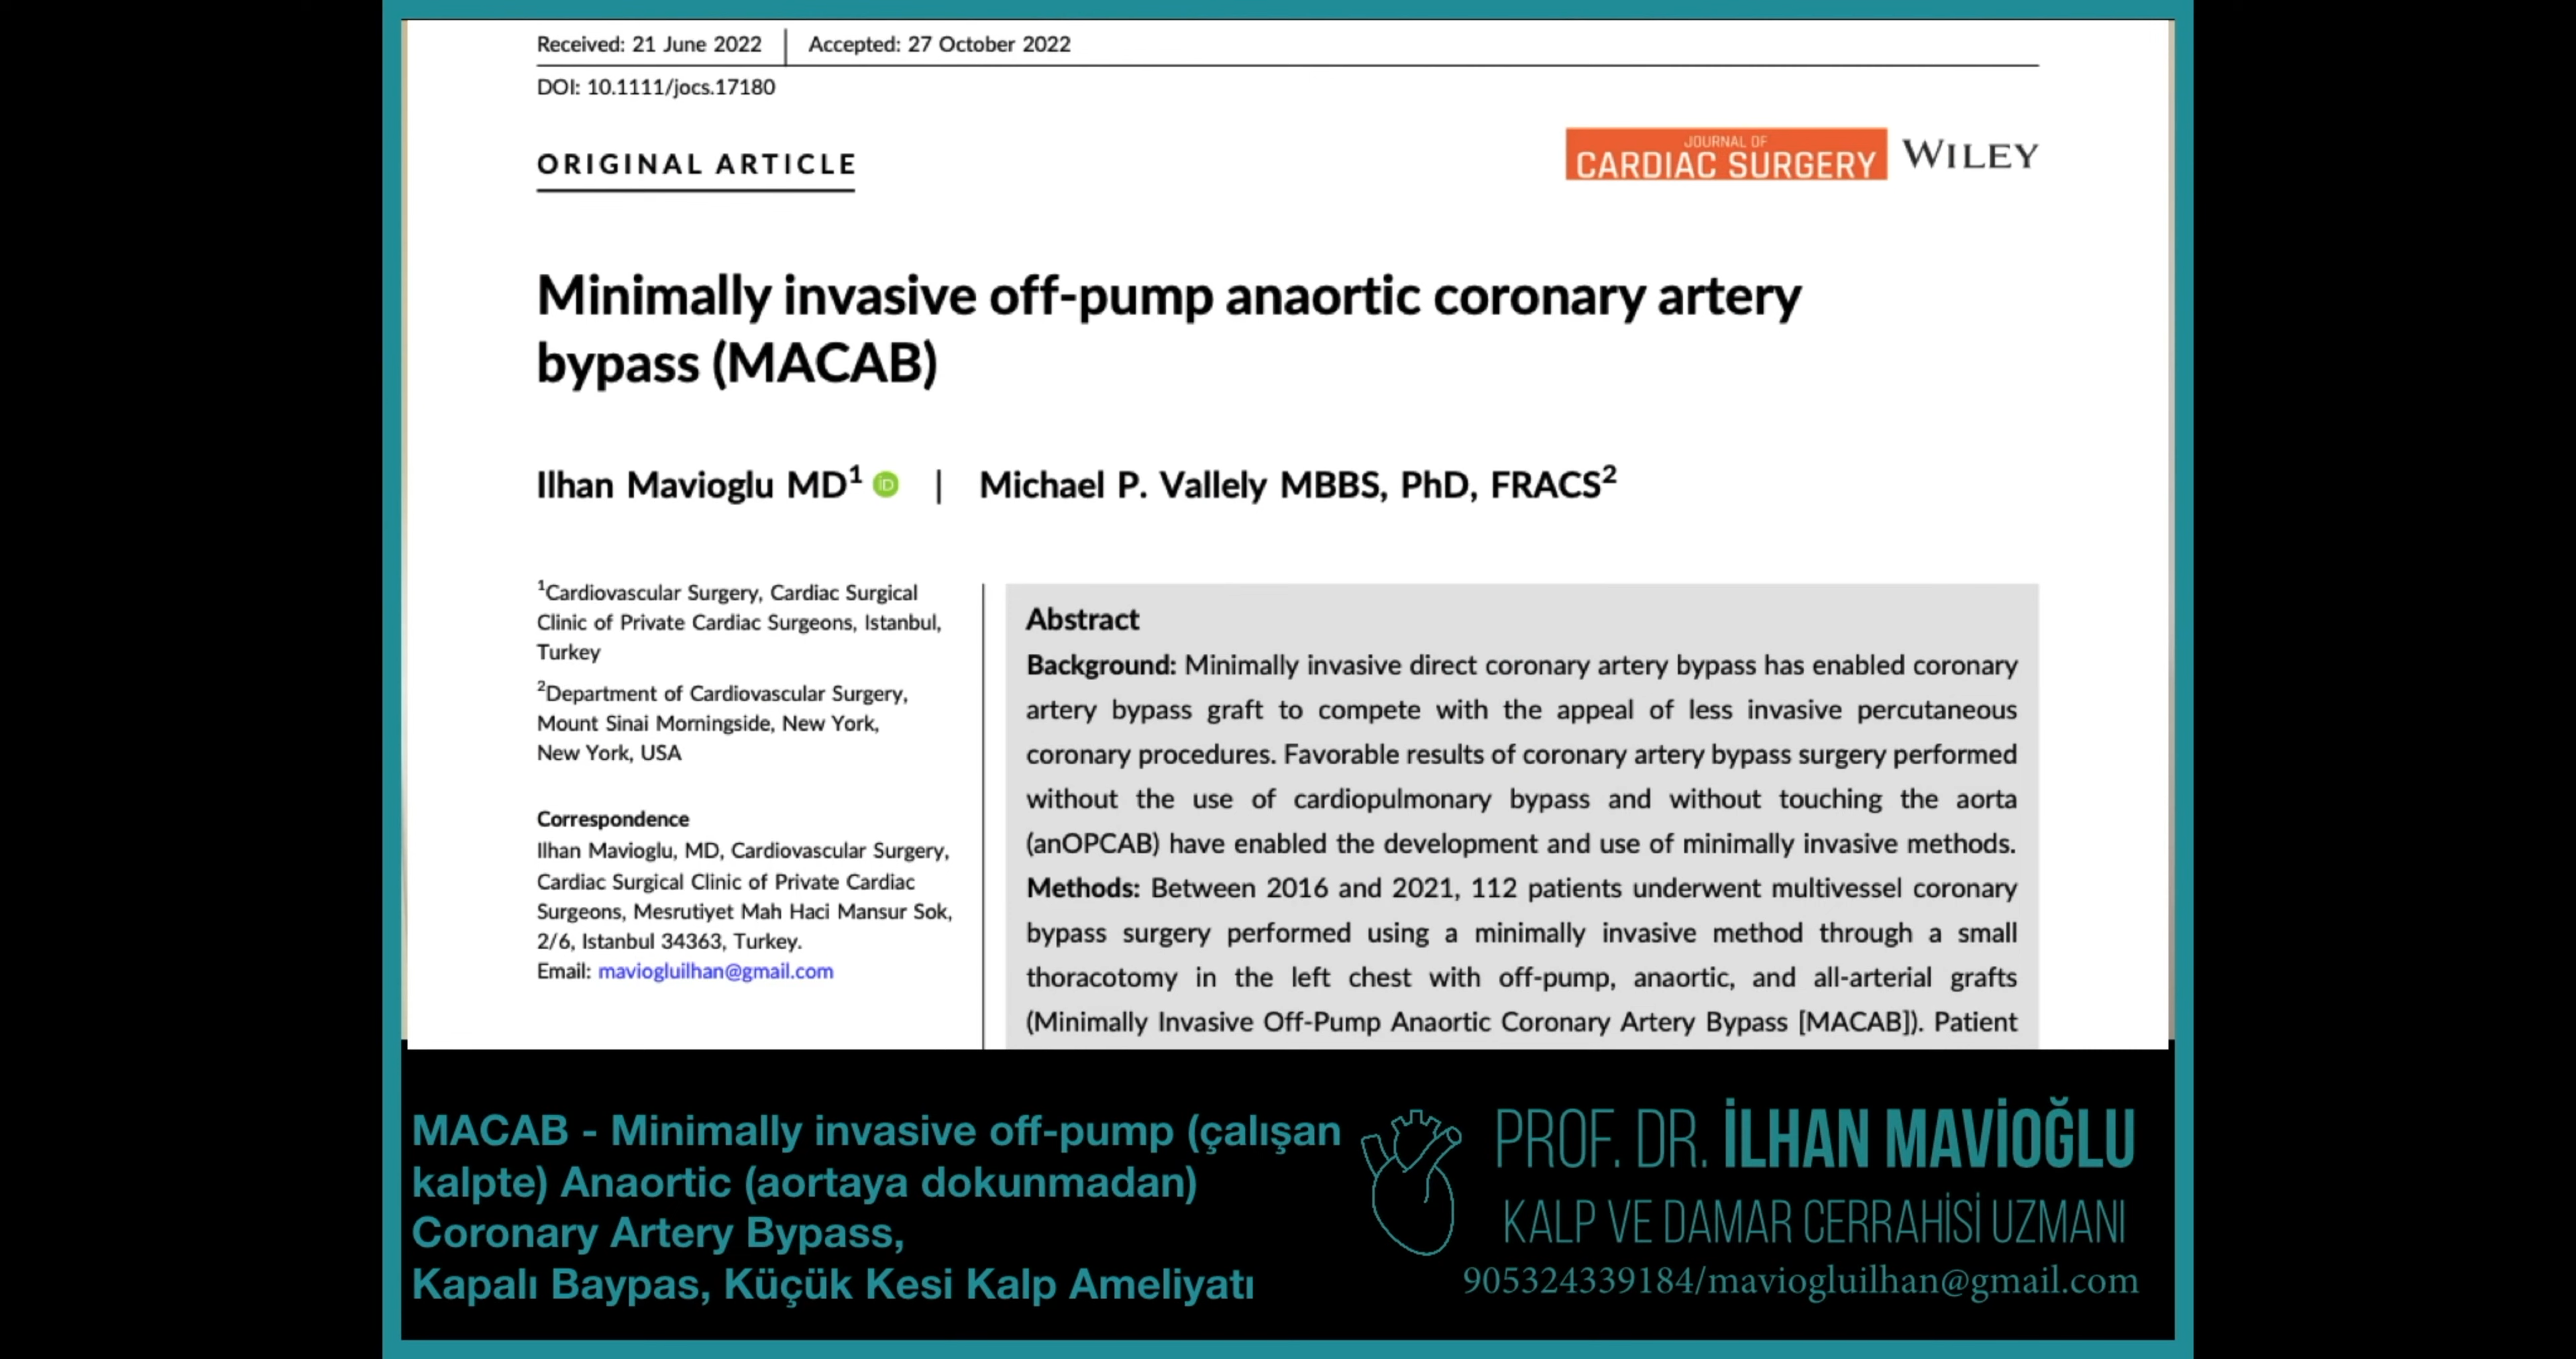 Received: 21 June 2022 | Accepted: 27 October 2022
DOI: 10.1111/jocs.17180
ORIGINAL ARTICLE
JOURNAL OF
CARDIAC SURGERY WILEY
Minimally invasive off-pump anaortic coronary artery
bypass (MACAB)
Ilhan Mavioglu MD¹ iD | Michael P. Vallely MBBS, PhD, FRACS²
¹Cardiovascular Surgery, Cardiac Surgical
Clinic of Private Cardiac Surgeons, Istanbul,
Turkey
²Department of Cardiovascular Surgery,
Mount Sinai Morningside, New York,
New York, USA
Correspondence
Ilhan Mavioglu, MD, Cardiovascular Surgery,
Cardiac Surgical Clinic of Private Cardiac
Surgeons, Mesrutiyet Mah Haci Mansur Sok,
2/6, Istanbul 34363, Turkey.
Email: maviogluilhan@gmail.com
Abstract
Background: Minimally invasive direct coronary artery bypass has enabled coronary
artery bypass graft to compete with the appeal of less invasive percutaneous
coronary procedures. Favorable results of coronary artery bypass surgery performed
without the use of cardiopulmonary bypass and without touching the aorta
(anOPCAB) have enabled the development and use of minimally invasive methods.
Methods: Between 2016 and 2021, 112 patients underwent multivessel coronary
bypass surgery performed using a minimally invasive method through a small
thoracotomy in the left chest with off-pump, anaortic, and all-arterial grafts
(Minimally Invasive Off-Pump Anaortic Coronary Artery Bypass [MACAB]). Patient
MACAB - Minimally invasive off-pump (çalışan
kalpte) Anaortic (aortaya dokunmadan)
Coronary Artery Bypass,
Kapalı Baypas, Küçük Kesi Kalp Ameliyatı
PROF. DR. İLHAN MAVİOĞLU
KALP VE DAMAR CERRAHİSİ UZMANI
905324339184/maviogluilhan@gmail.com